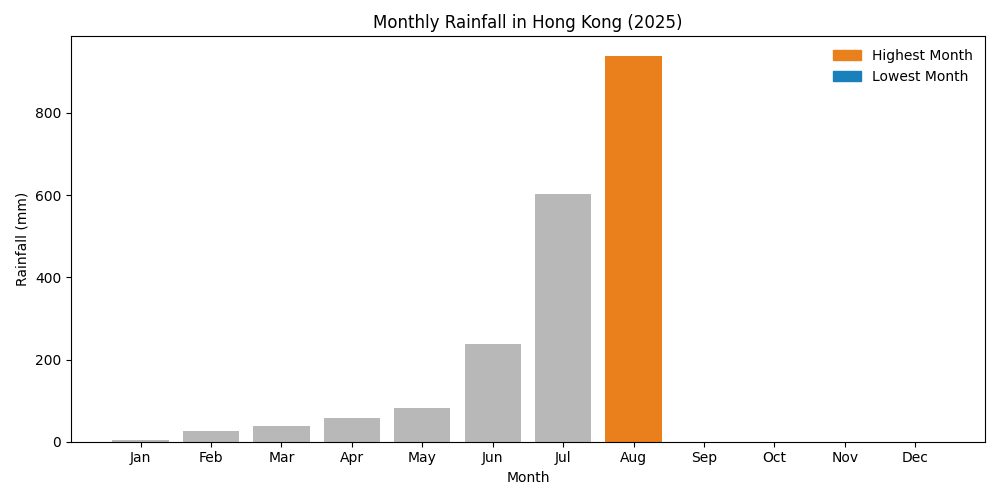 Monthly Rainfall in Hong Kong (2025)
Highest Month
Lowest Month
Rainfall (mm)
800
600
400
200
0
Jan Feb Mar Apr May Jun Jul Aug Sep Oct Nov Dec
Month